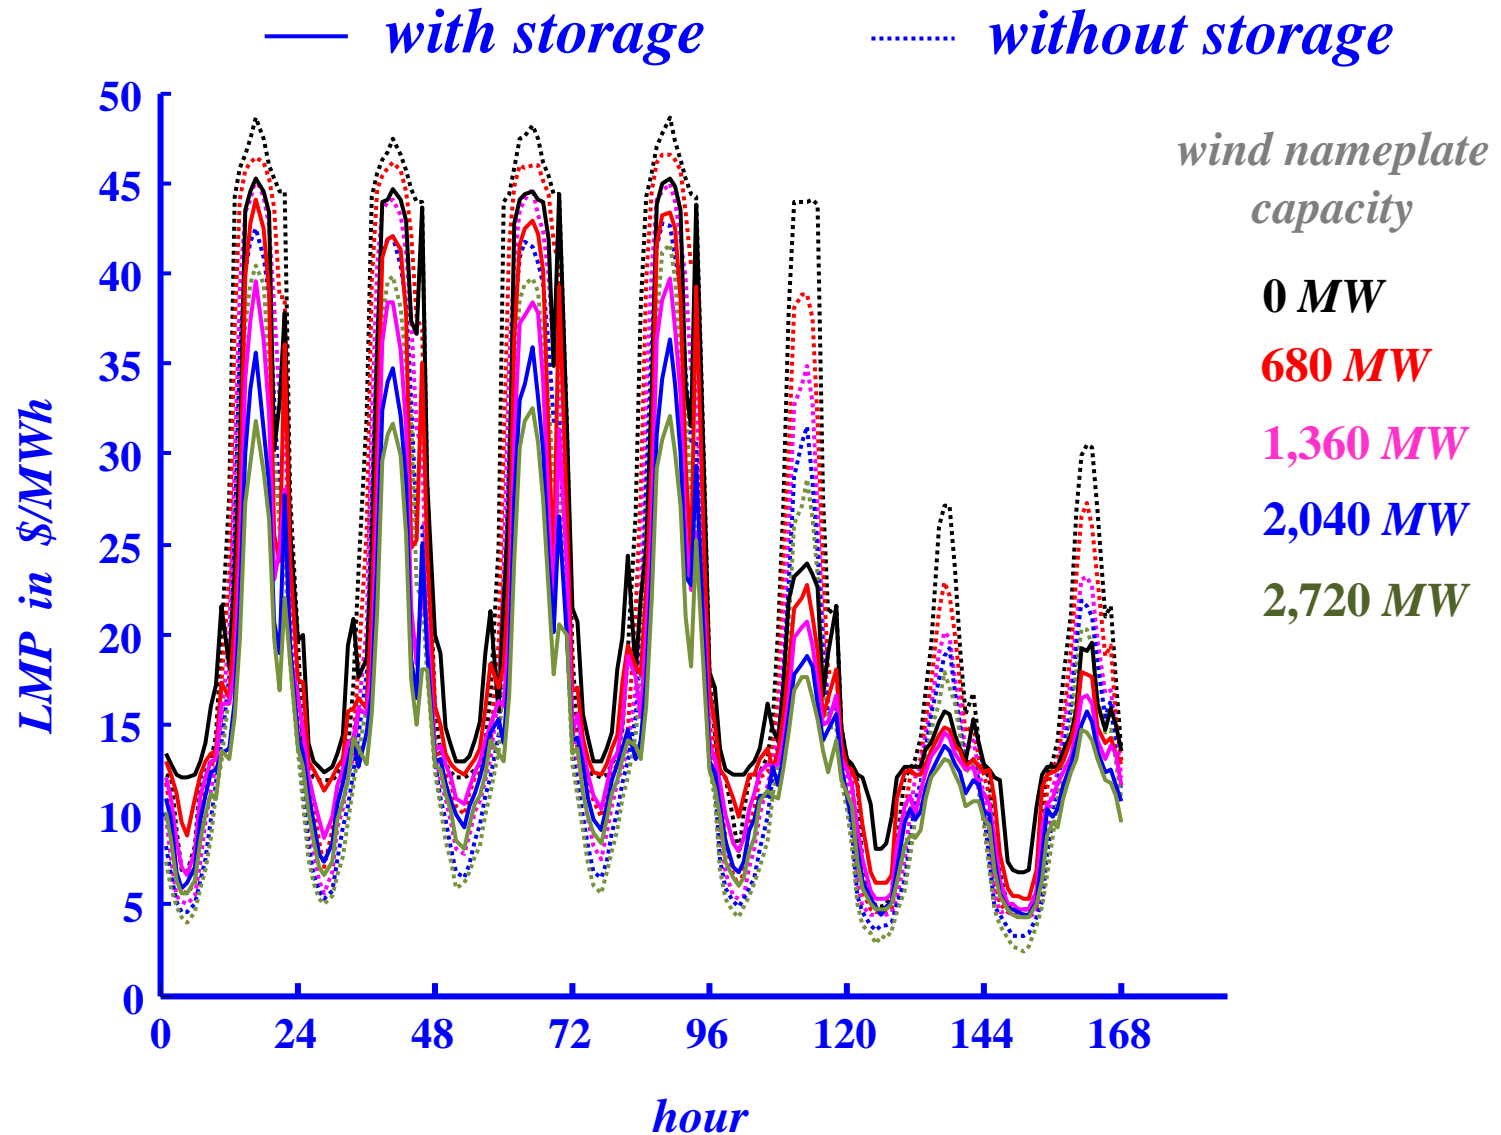 with storage
without storage
wind nameplate
capacity
0 MW
680 MW
1,360 MW
2,040 MW
2,720 MW
LMP in $/MWh
50
45
40
35
30
25
20
15
10
5
0
0 24 48 72 96 120 144 168
hour